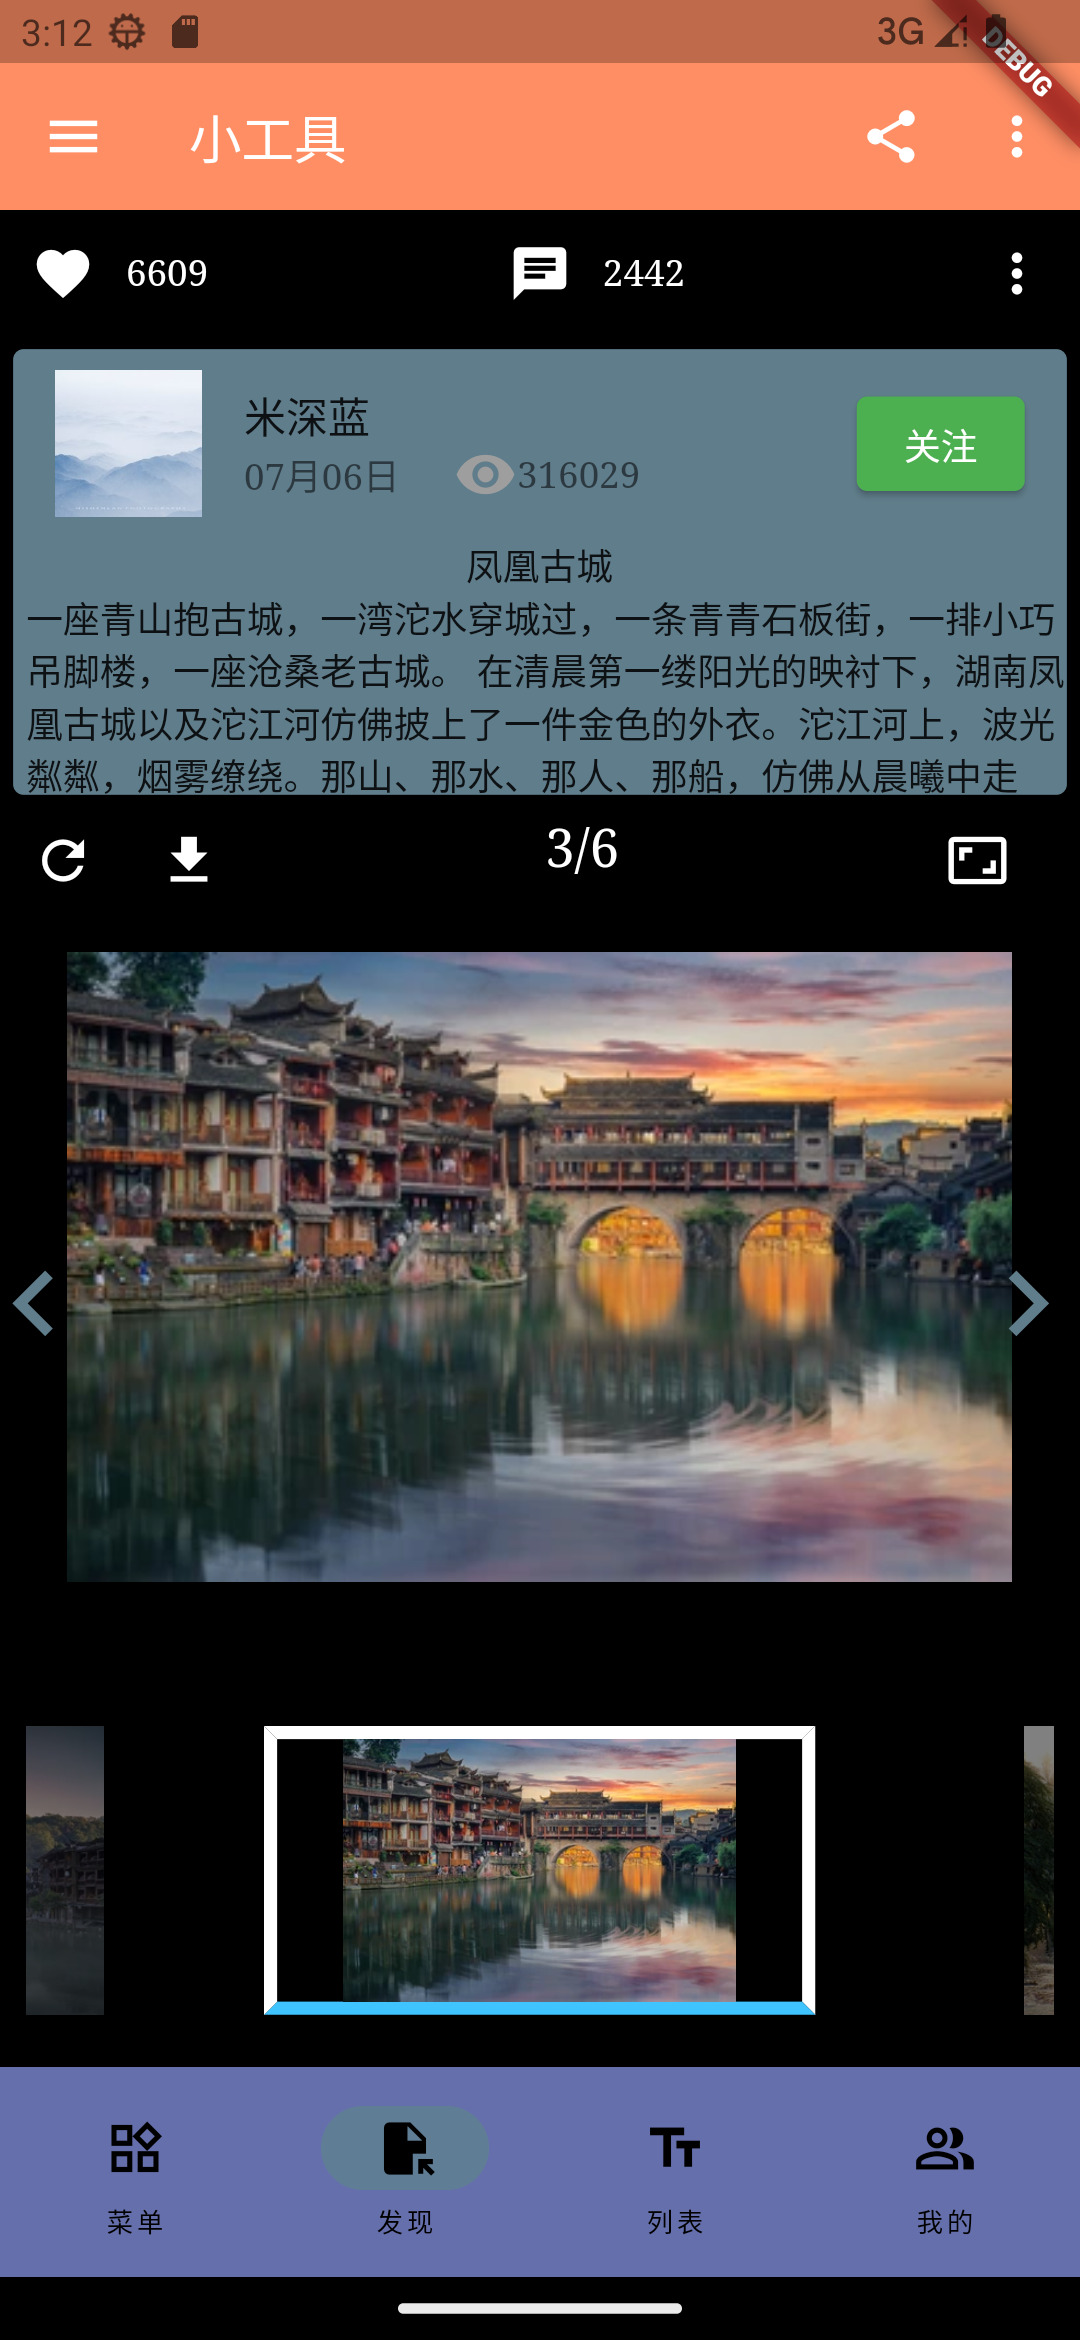 3:12
3G
DEBUG
小工具
6609
2442
米深蓝
07月06日
316029
关注
凤凰古城
一座青山抱古城，一湾沱水穿城过，一条青青石板街，一排小巧
吊脚楼，一座沧桑老古城。 在清晨第一缕阳光的映衬下，湖南凤
凰古城以及沱江河仿佛披上了一件金色的外衣。沱江河上，波光
粼粼，烟雾缭绕。那山、那水、那人、那船，仿佛从晨曦中走
3/6
菜单
发现
列表
我的